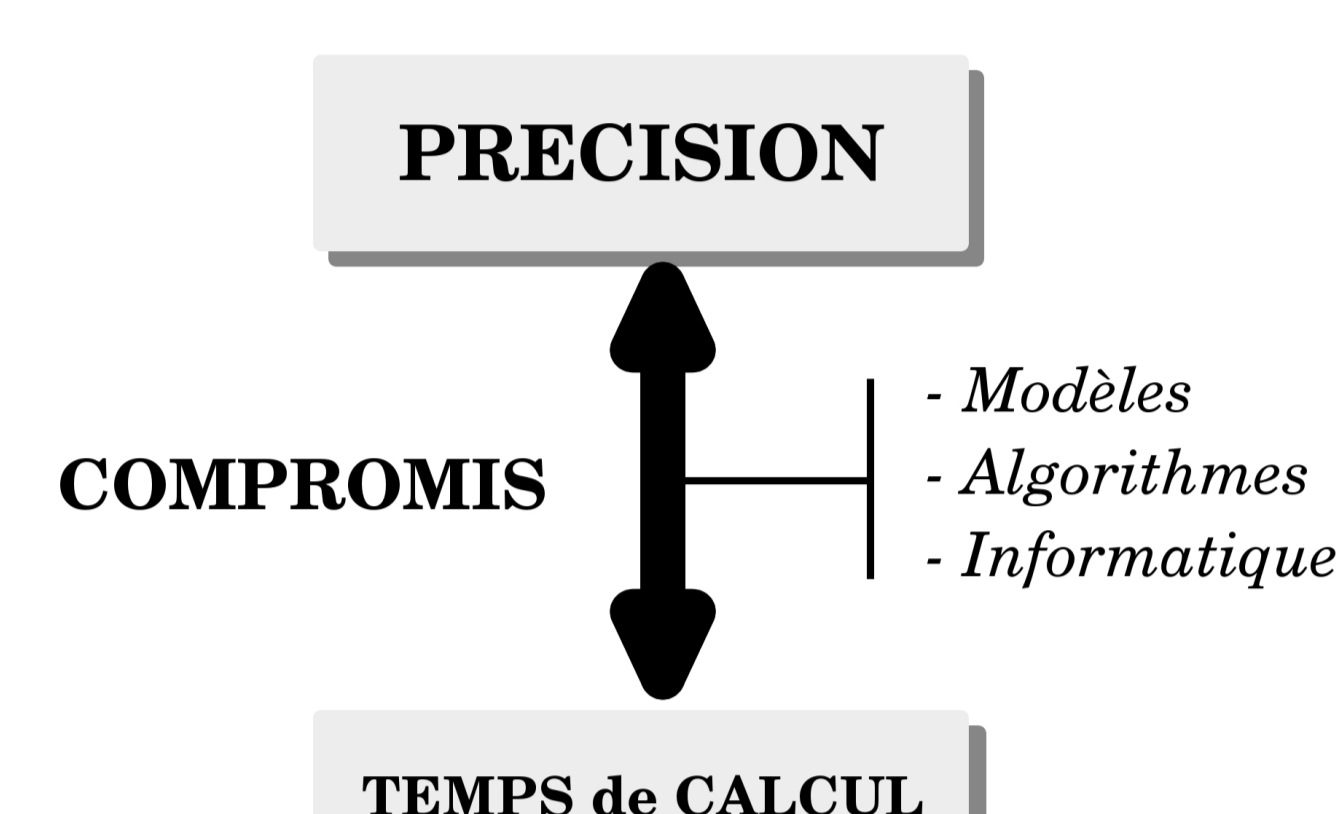 PRECISION
COMPROMIS
- Modèles
- Algorithmes
- Informatique
TEMPS de CALCUL